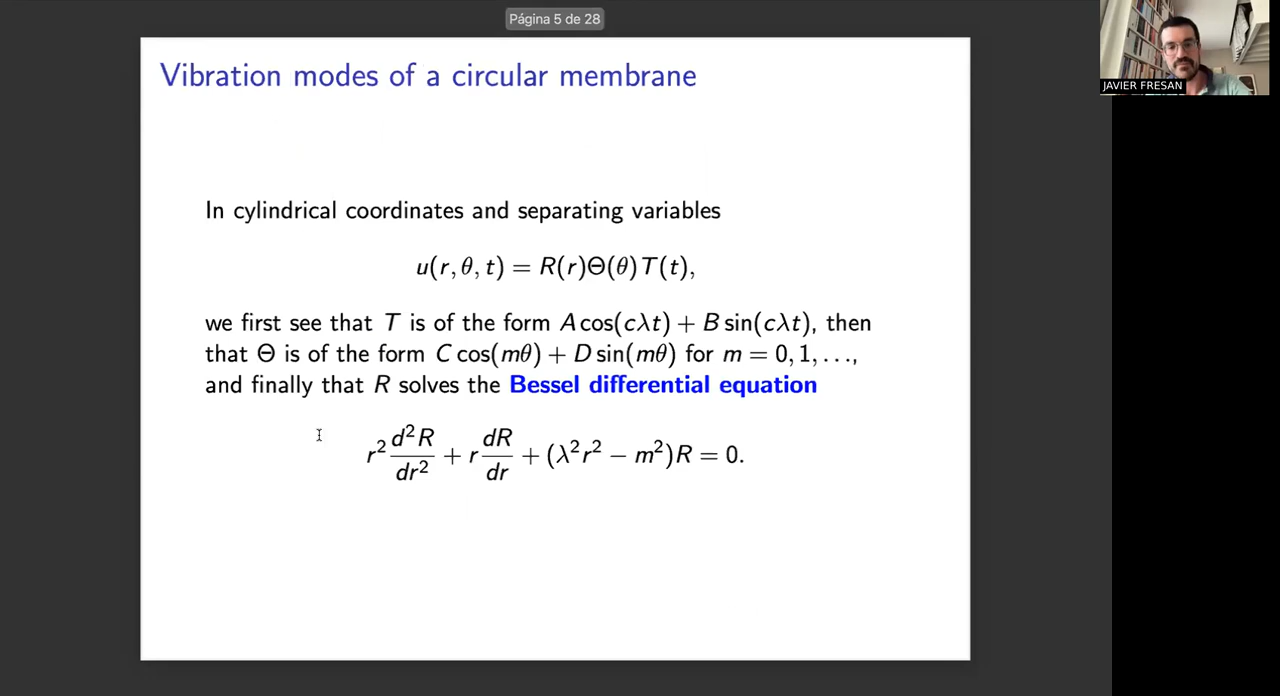 Página 5 de 28
JAVIER FRESAN
Vibration modes of a circular membrane
In cylindrical coordinates and separating variables
u(r, θ, t) = R(r)Θ(θ)T(t),
we first see that T is of the form A cos(cλt) + B sin(cλt), then
that Θ is of the form C cos(mθ) + D sin(mθ) for m = 0, 1, . . .,
and finally that R solves the Bessel differential equation
r² d²R/dr² + r dR/dr + (λ²r² − m²)R = 0.